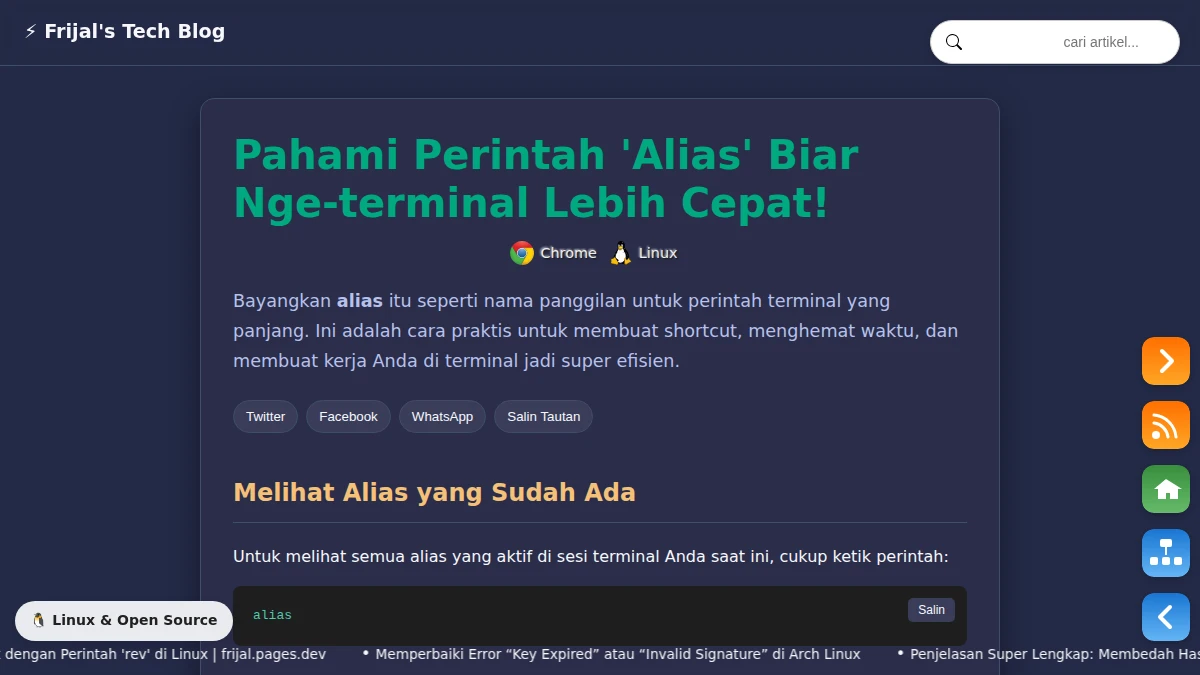 ⚡ Frijal's Tech Blog
cari artikel...
Pahami Perintah 'Alias' Biar
Nge-terminal Lebih Cepat!
Chrome Linux
Bayangkan alias itu seperti nama panggilan untuk perintah terminal yang
panjang. Ini adalah cara praktis untuk membuat shortcut, menghemat waktu, dan
membuat kerja Anda di terminal jadi super efisien.
Twitter Facebook WhatsApp Salin Tautan
Melihat Alias yang Sudah Ada
Untuk melihat semua alias yang aktif di sesi terminal Anda saat ini, cukup ketik perintah:
alias
Salin
🐧 Linux & Open Source
dengan Perintah 'rev' di Linux | frijal.pages.dev • Memperbaiki Error “Key Expired” atau “Invalid Signature” di Arch Linux • Penjelasan Super Lengkap: Membedah Has